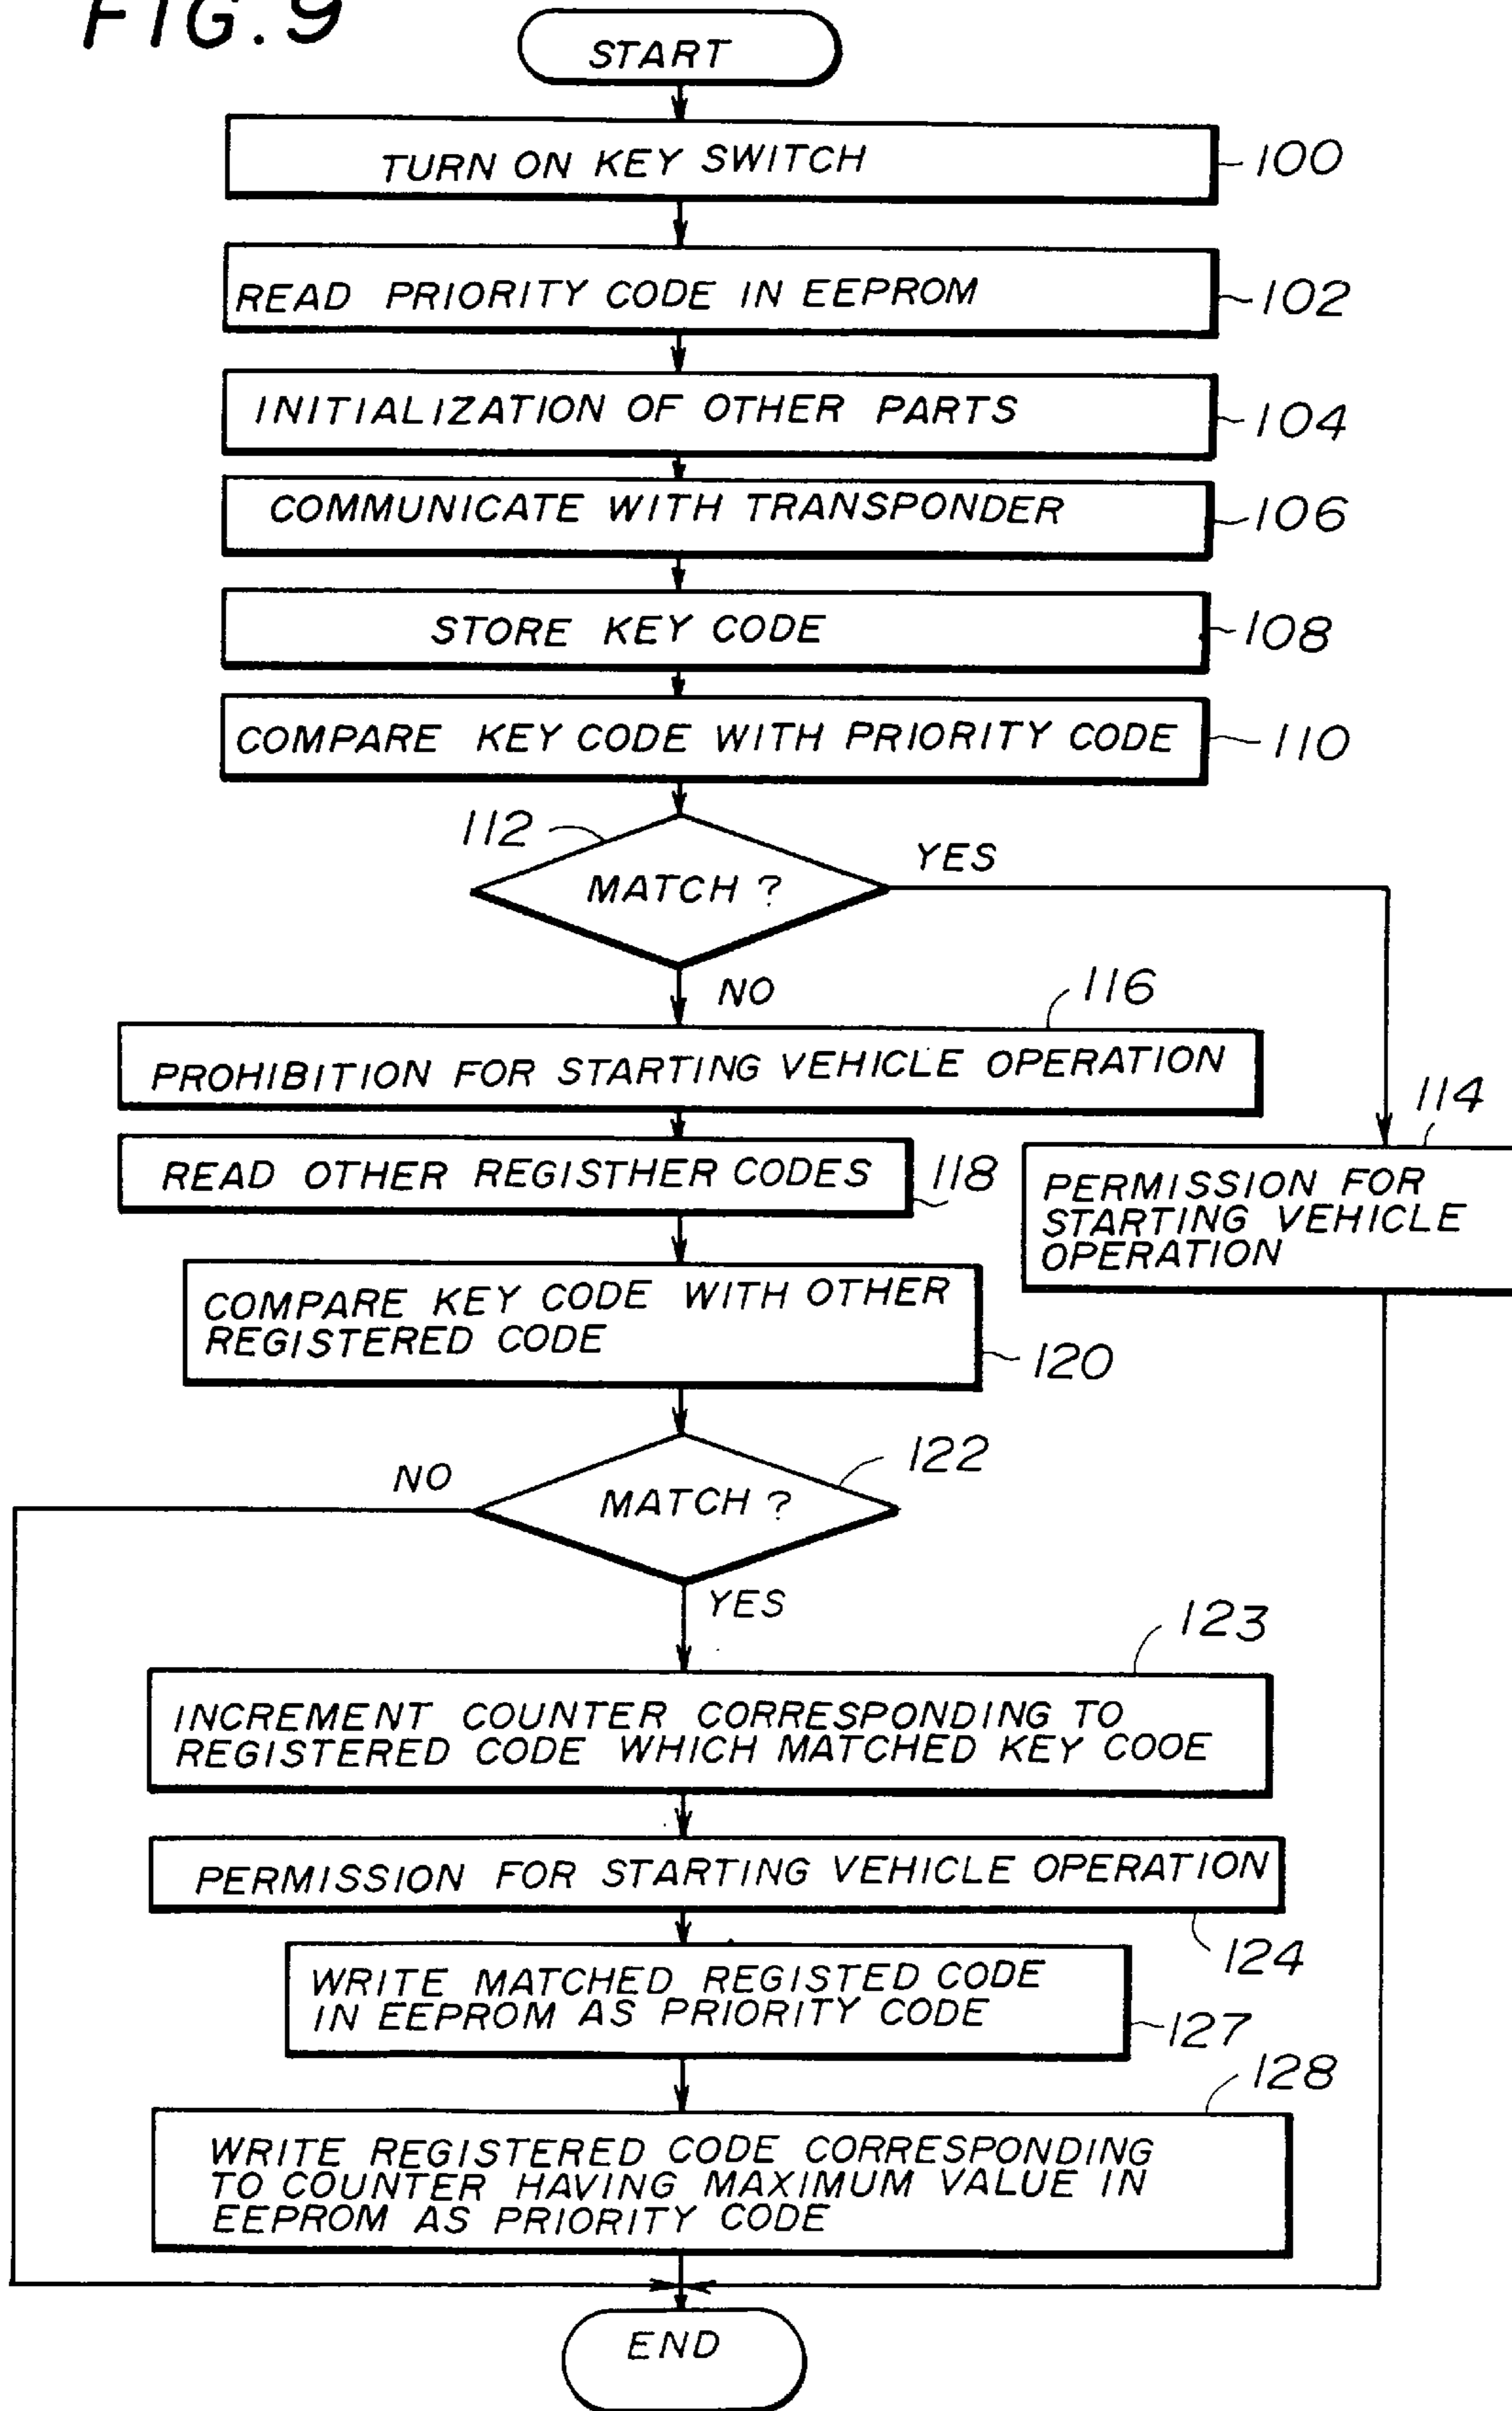 FIG. 9
START
TURN ON KEY SWITCH
100
READ PRIORITY CODE IN EEPROM
102
INITIALIZATION OF OTHER PARTS
104
COMMUNICATE WITH TRANSPONDER
106
STORE KEY CODE
108
COMPARE KEY CODE WITH PRIORITY CODE
110
112
MATCH ?
YES
NO
116
PROHIBITION FOR STARTING VEHICLE OPERATION
114
READ OTHER REGISTHER CODES
118
PERMISSION FOR
STARTING VEHICLE
OPERATION
COMPARE KEY CODE WITH OTHER
REGISTERED CODE
120
122
NO
MATCH ?
YES
123
INCREMENT COUNTER CORRESPONDING TO
REGISTERED CODE WHICH MATCHED KEY COOE
PERMISSION FOR STARTING VEHICLE OPERATION
124
WRITE MATCHED REGISTED CODE
IN EEPROM AS PRIORITY CODE
127
128
WRITE REGISTERED CODE CORRESPONDING
TO COUNTER HAVING MAXIMUM VALUE IN
EEPROM AS PRIORITY CODE
END